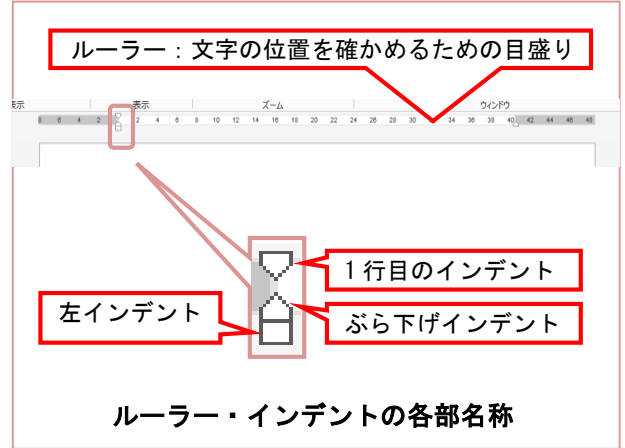 ルーラー：文字の位置を確かめるための目盛り
表示 表示 ズーム ウィンドウ
8 6 4 2 2 4 6 8 10 12 14 16 18 20 22 24 26 28 30 34 36 38 40 42 44 46 48
1行目のインデント
左インデント
ぶら下げインデント
ルーラー・インデントの各部名称